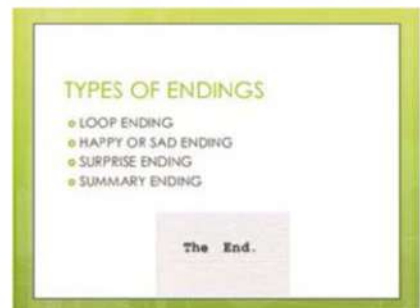 TYPES OF ENDINGS
LOOP ENDING
HAPPY OR SAD ENDING
SURPRISE ENDING
SUMMARY ENDING
The End.